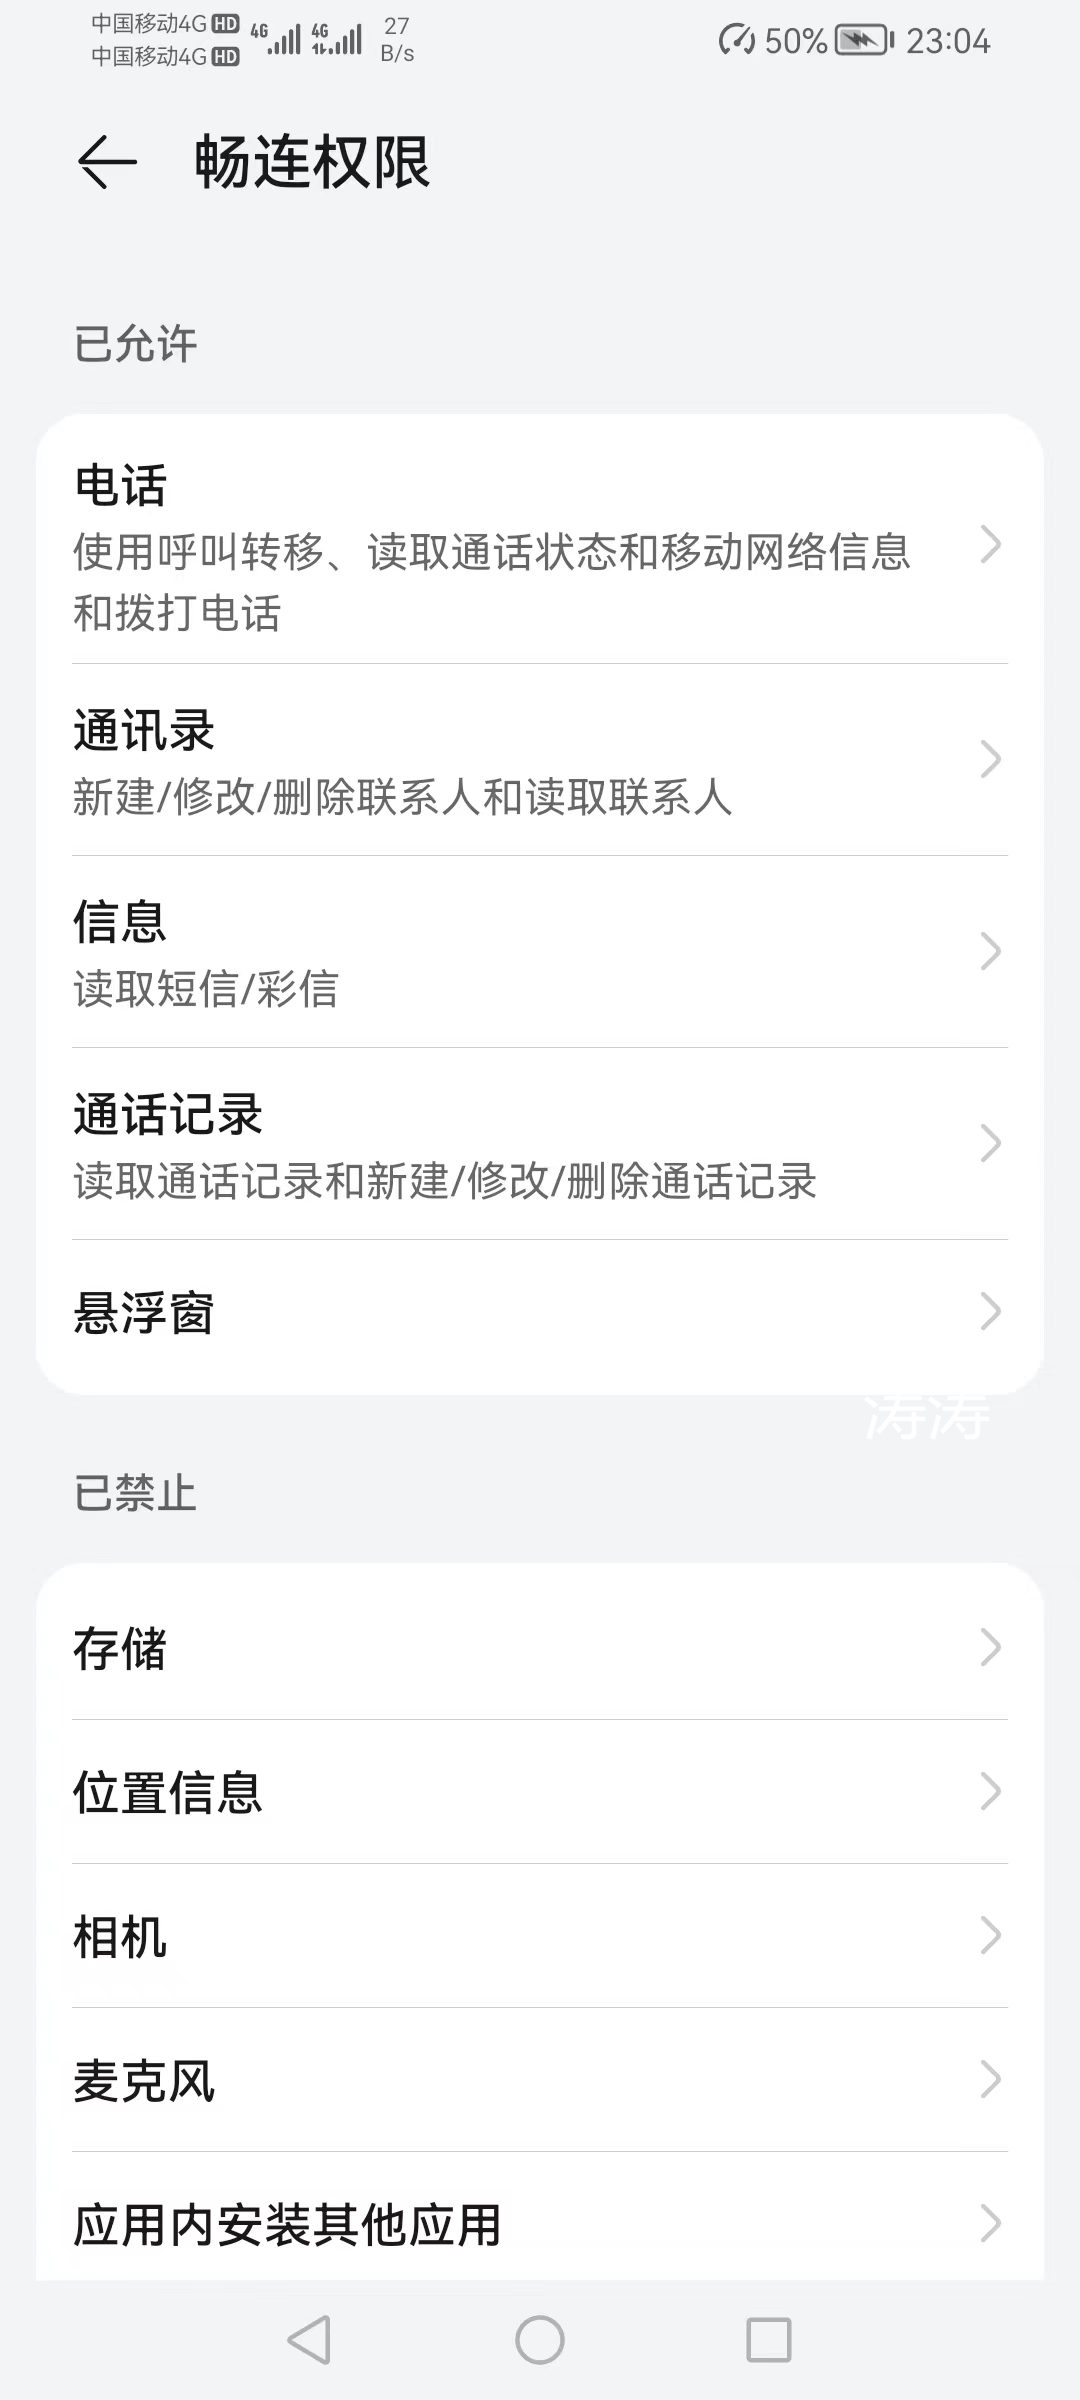 中国移动4G HD 4G 4G 27 50% 23:04
中国移动4G HD B/s
畅连权限
已允许
电话
使用呼叫转移、读取通话状态和移动网络信息
和拨打电话
通讯录
新建/修改/删除联系人和读取联系人
信息
读取短信/彩信
通话记录
读取通话记录和新建/修改/删除通话记录
悬浮窗
涛涛
已禁止
存储
位置信息
相机
麦克风
应用内安装其他应用